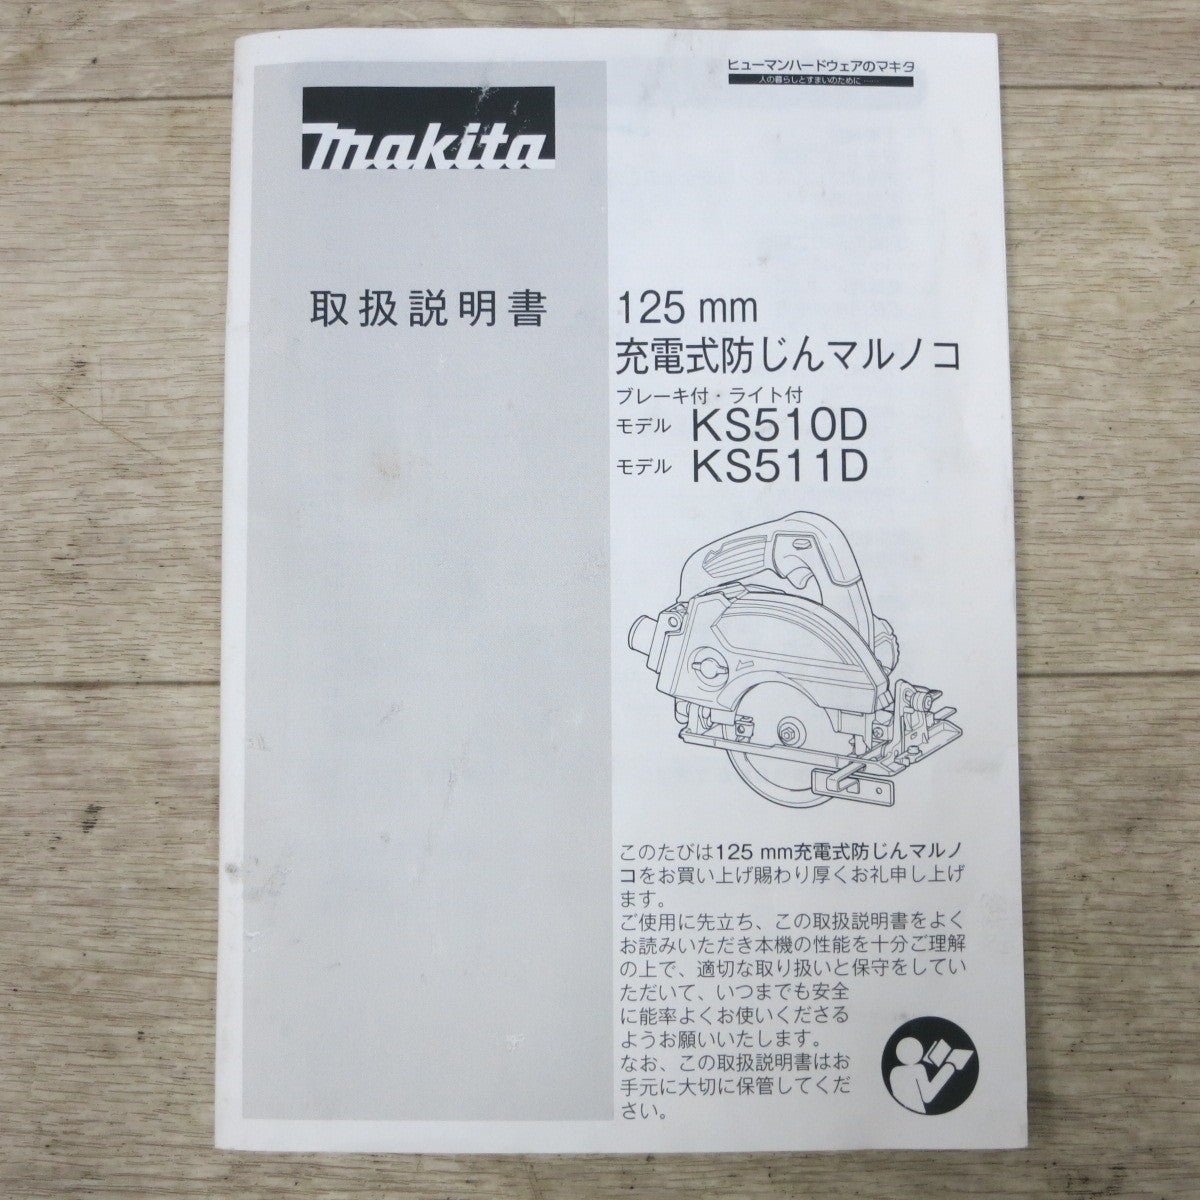 makita
ヒューマンハードウェアのマキタ
人の暮らしとすまいのために……
取扱説明書
125 mm
充電式防じんマルノコ
ブレーキ付・ライト付
モデル KS510D
モデル KS511D
このたびは125 mm充電式防じんマルノ
コをお買い上げ賜わり厚くお礼申し上げ
ます。
ご使用に先立ち、この取扱説明書をよく
お読みいただき本機の性能を十分ご理解
の上で、適切な取り扱いと保守をしてい
ただいて、いつまでも安全
に能率よくお使いくださる
ようお願いいたします。
なお、この取扱説明書はお
手元に大切に保管してくだ
さい。